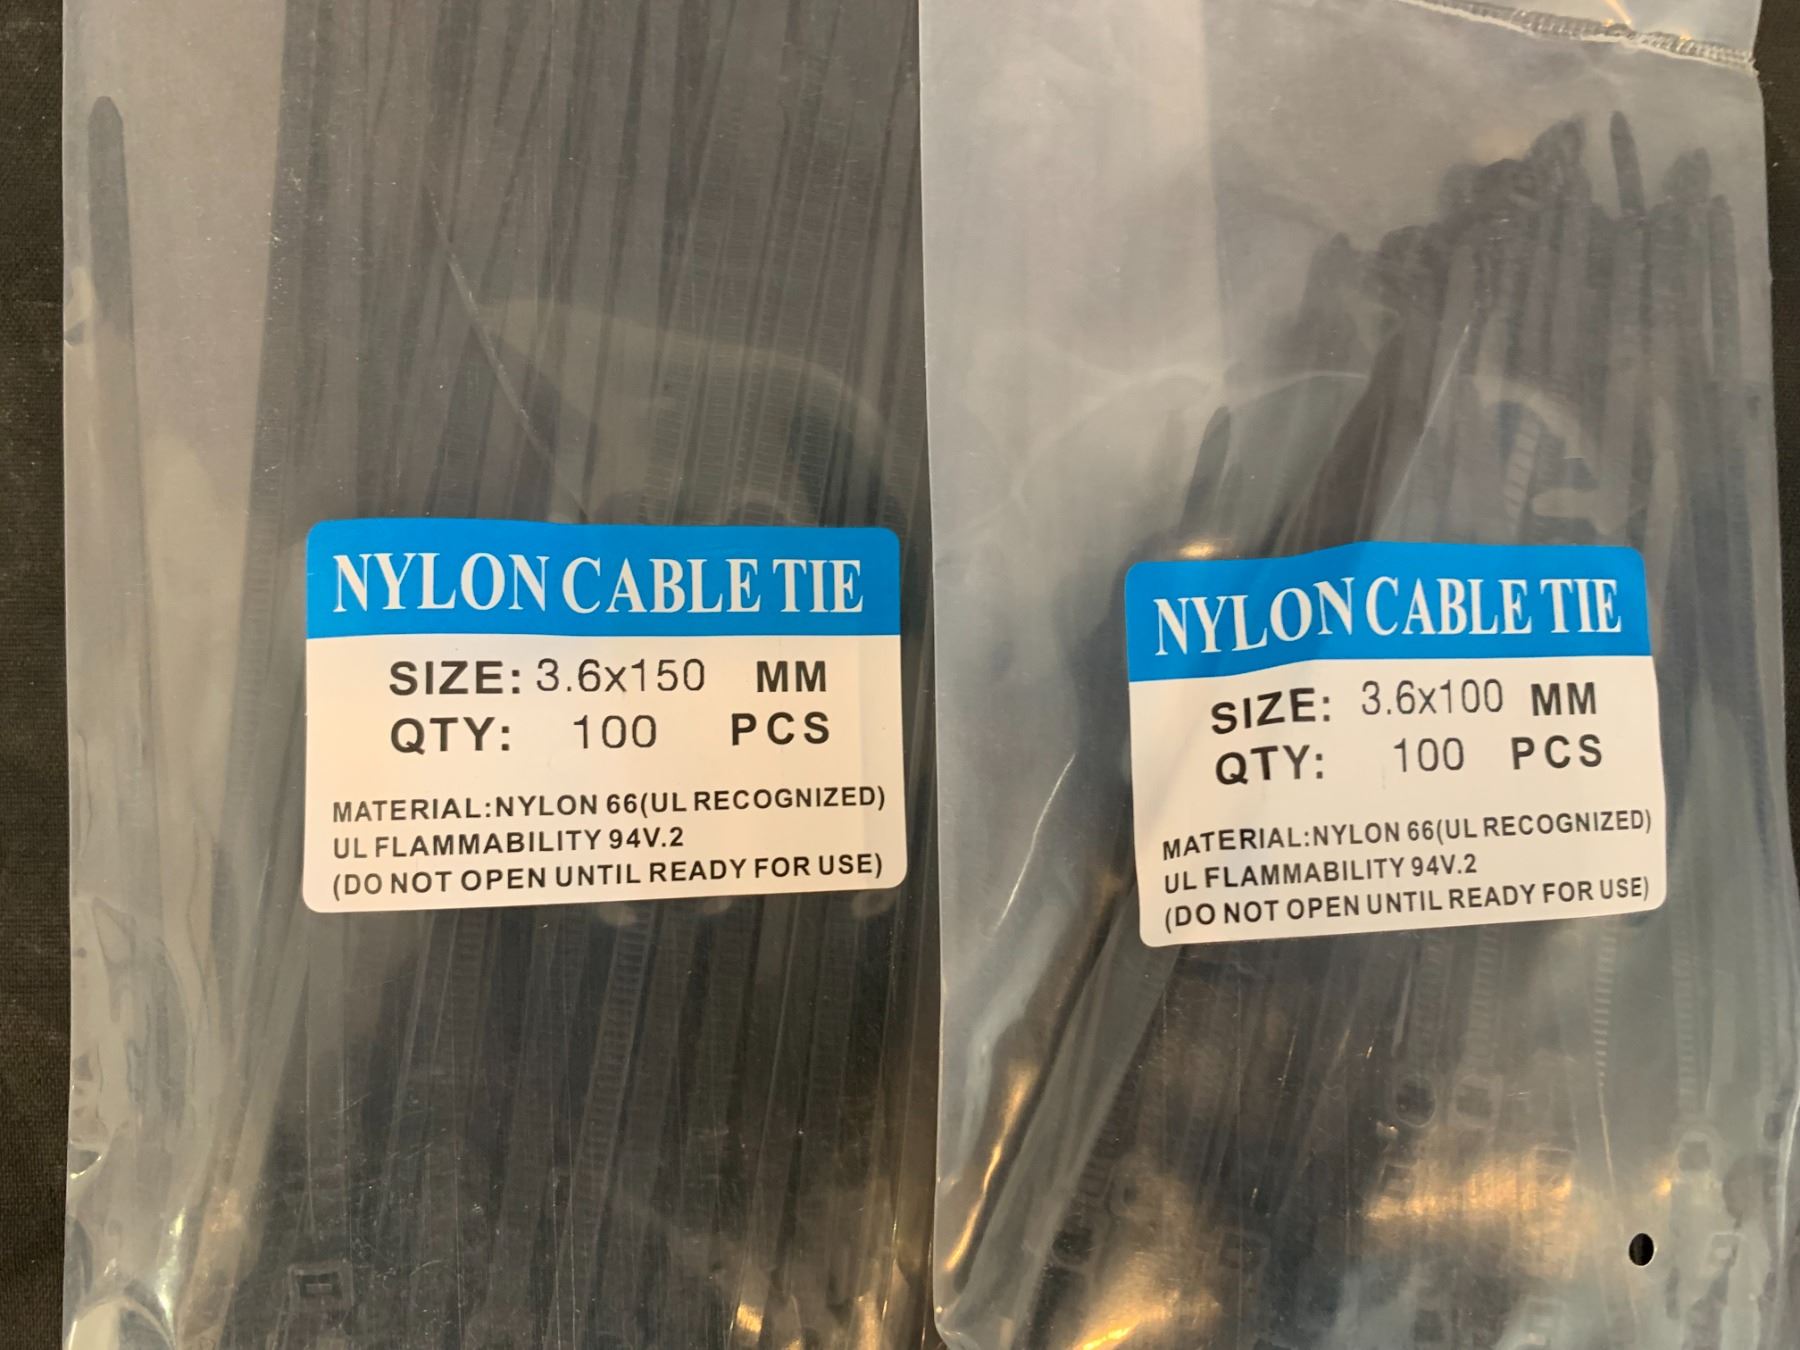 NYLON CABLE TIE
SIZE: 3.6x150 MM
QTY: 100 PCS
MATERIAL:NYLON 66(UL RECOGNIZED)
UL FLAMMABILITY 94V.2
(DO NOT OPEN UNTIL READY FOR USE)
NYLON CABLE TIE
SIZE: 3.6x100 MM
QTY: 100 PCS
MATERIAL:NYLON 66(UL RECOGNIZED)
UL FLAMMABILITY 94V.2
(DO NOT OPEN UNTIL READY FOR USE)